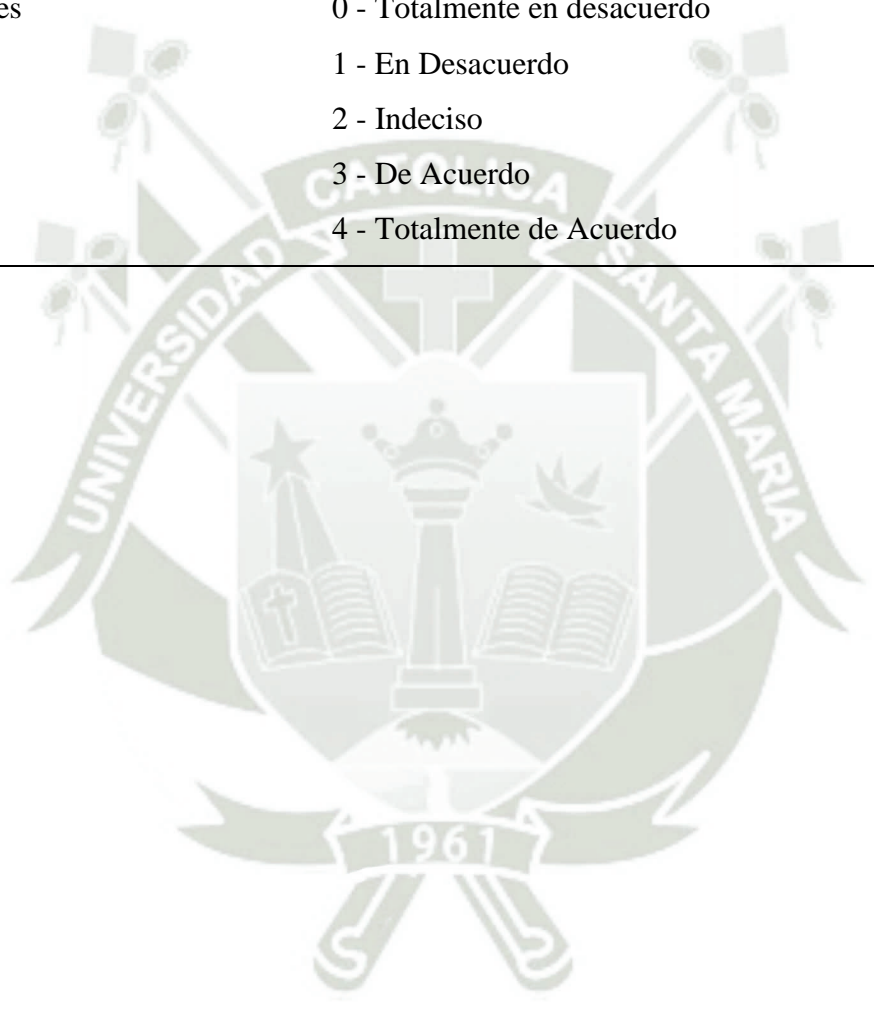 es 0 - Totalmente en desacuerdo
1 - En Desacuerdo
2 - Indeciso
3 - De Acuerdo
4 - Totalmente de Acuerdo
UNIVERSIDAD CATOLICA SANTA MARIA
1961